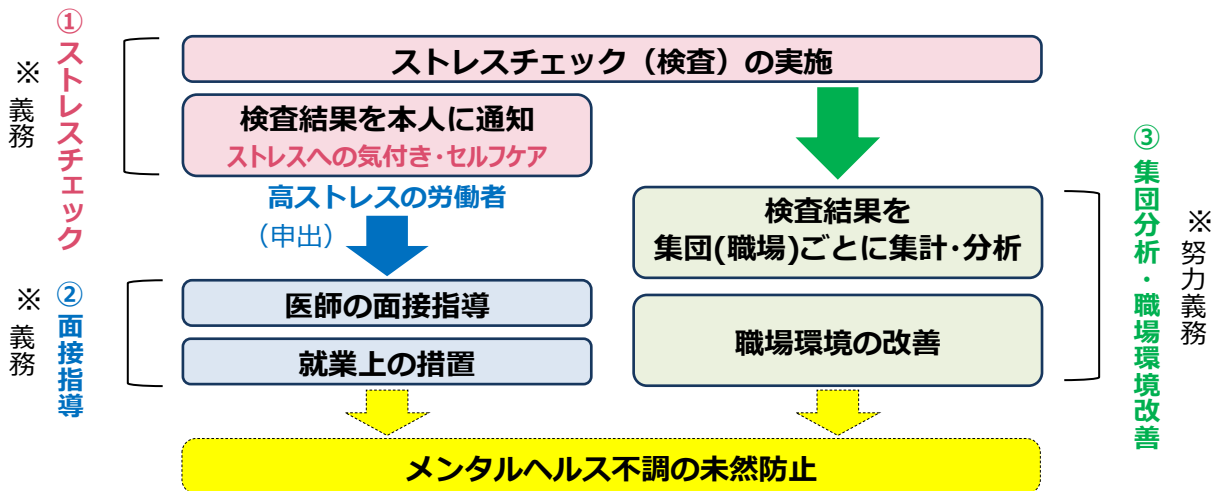 ①ストレスチェック
※義務
ストレスチェック（検査）の実施
検査結果を本人に通知
ストレスへの気付き・セルフケア
高ストレスの労働者
（申出）
②面接指導
※義務
医師の面接指導
就業上の措置
検査結果を
集団(職場)ごとに集計・分析
職場環境の改善
③集団分析・職場環境改善
※努力義務
メンタルヘルス不調の未然防止